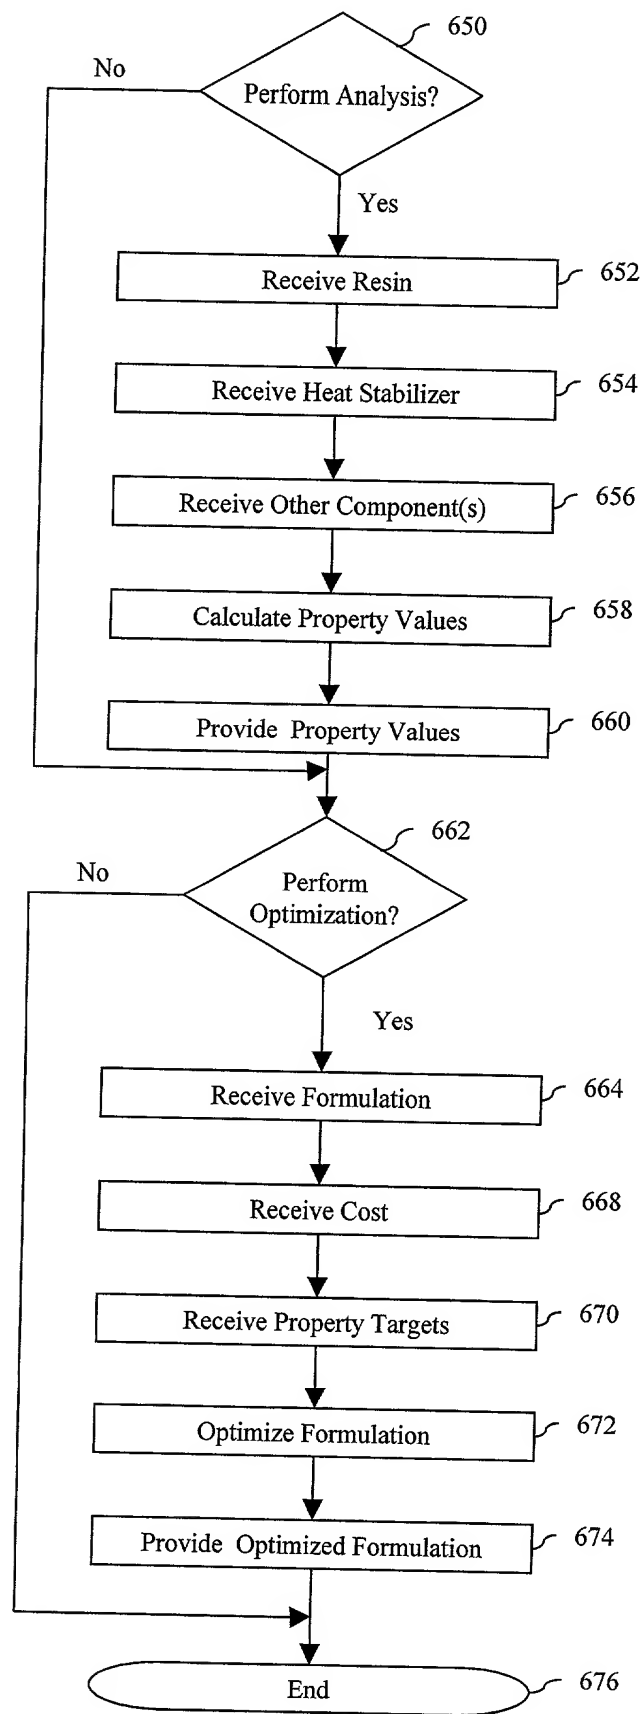 650
No
Perform Analysis?
Yes
652
Receive Resin
654
Receive Heat Stabilizer
656
Receive Other Component(s)
658
Calculate Property Values
660
Provide Property Values
662
No
Perform
Optimization?
Yes
664
Receive Formulation
668
Receive Cost
670
Receive Property Targets
672
Optimize Formulation
674
Provide Optimized Formulation
676
End